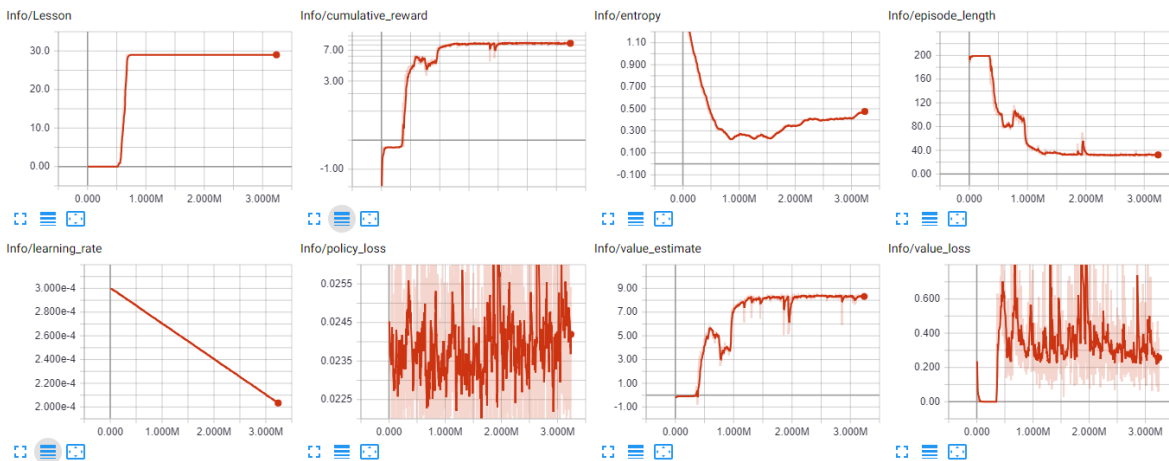 Info/Lesson
30.0
20.0
10.0
0.00
0.000 1.000M 2.000M 3.000M
Info/cumulative_reward
7.00
3.00
-1.00
Info/entropy
1.10
0.900
0.700
0.500
0.300
0.100
-0.100
0.000 1.000M 2.000M 3.000M
Info/episode_length
200
160
120
80.0
40.0
0.00
0.000 1.000M 2.000M 3.000M
Info/learning_rate
3.000e-4
2.800e-4
2.600e-4
2.400e-4
2.200e-4
2.000e-4
0.000 1.000M 2.000M 3.000M
Info/policy_loss
0.0255
0.0245
0.0235
0.0225
0.000 1.000M 2.000M 3.000M
Info/value_estimate
9.00
7.00
5.00
3.00
1.00
-1.00
0.000 1.000M 2.000M 3.000M
Info/value_loss
0.600
0.400
0.200
0.00
0.000 1.000M 2.000M 3.000M